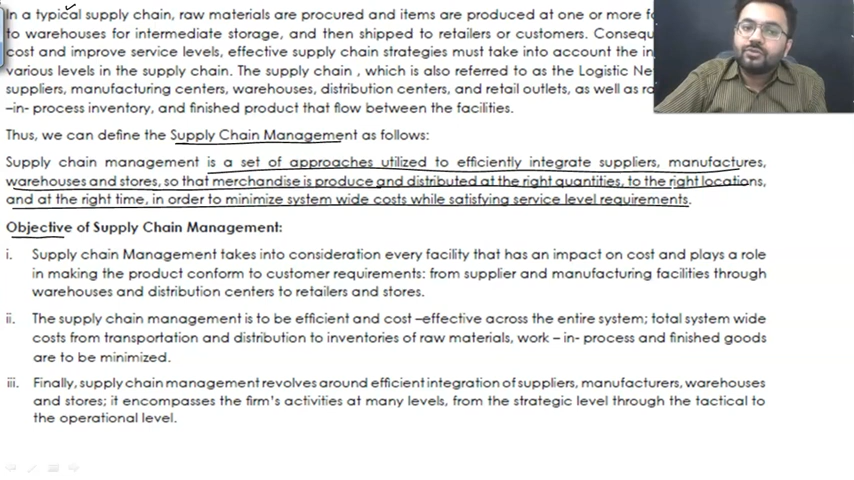 In a typical supply chain, raw materials are procured and items are produced at one or more
to warehouses for intermediate storage, and then shipped to retailers or customers.
cost and improve service levels, effective supply chain strategies must take into account the
various levels in the supply chain. The supply chain , which is also referred to as the Logistic
suppliers, manufacturing centers, warehouses, distribution centers, and retail outlets, as well as
–in- process inventory, and finished product that flow between the facilities.
Thus, we can define the Supply Chain Management as follows:
Supply chain management is a set of approaches utilized to efficiently integrate suppliers, manufactures,
warehouses and stores, so that merchandise is produce and distributed at the right quantities, to the right locations,
and at the right time, in order to minimize system wide costs while satisfying service level requirements.
Objective of Supply Chain Management:
i. Supply chain Management takes into consideration every facility that has an impact on cost and plays a role
in making the product conform to customer requirements: from supplier and manufacturing facilities through
warehouses and distribution centers to retailers and stores.
ii. The supply chain management is to be efficient and cost –effective across the entire system; total system wide
costs from transportation and distribution to inventories of raw materials, work – in- process and finished goods
are to be minimized.
iii. Finally, supply chain management revolves around efficient integration of suppliers, manufacturers, warehouses
and stores; it encompasses the firm's activities at many levels, from the strategic level through the tactical to
the operational level.